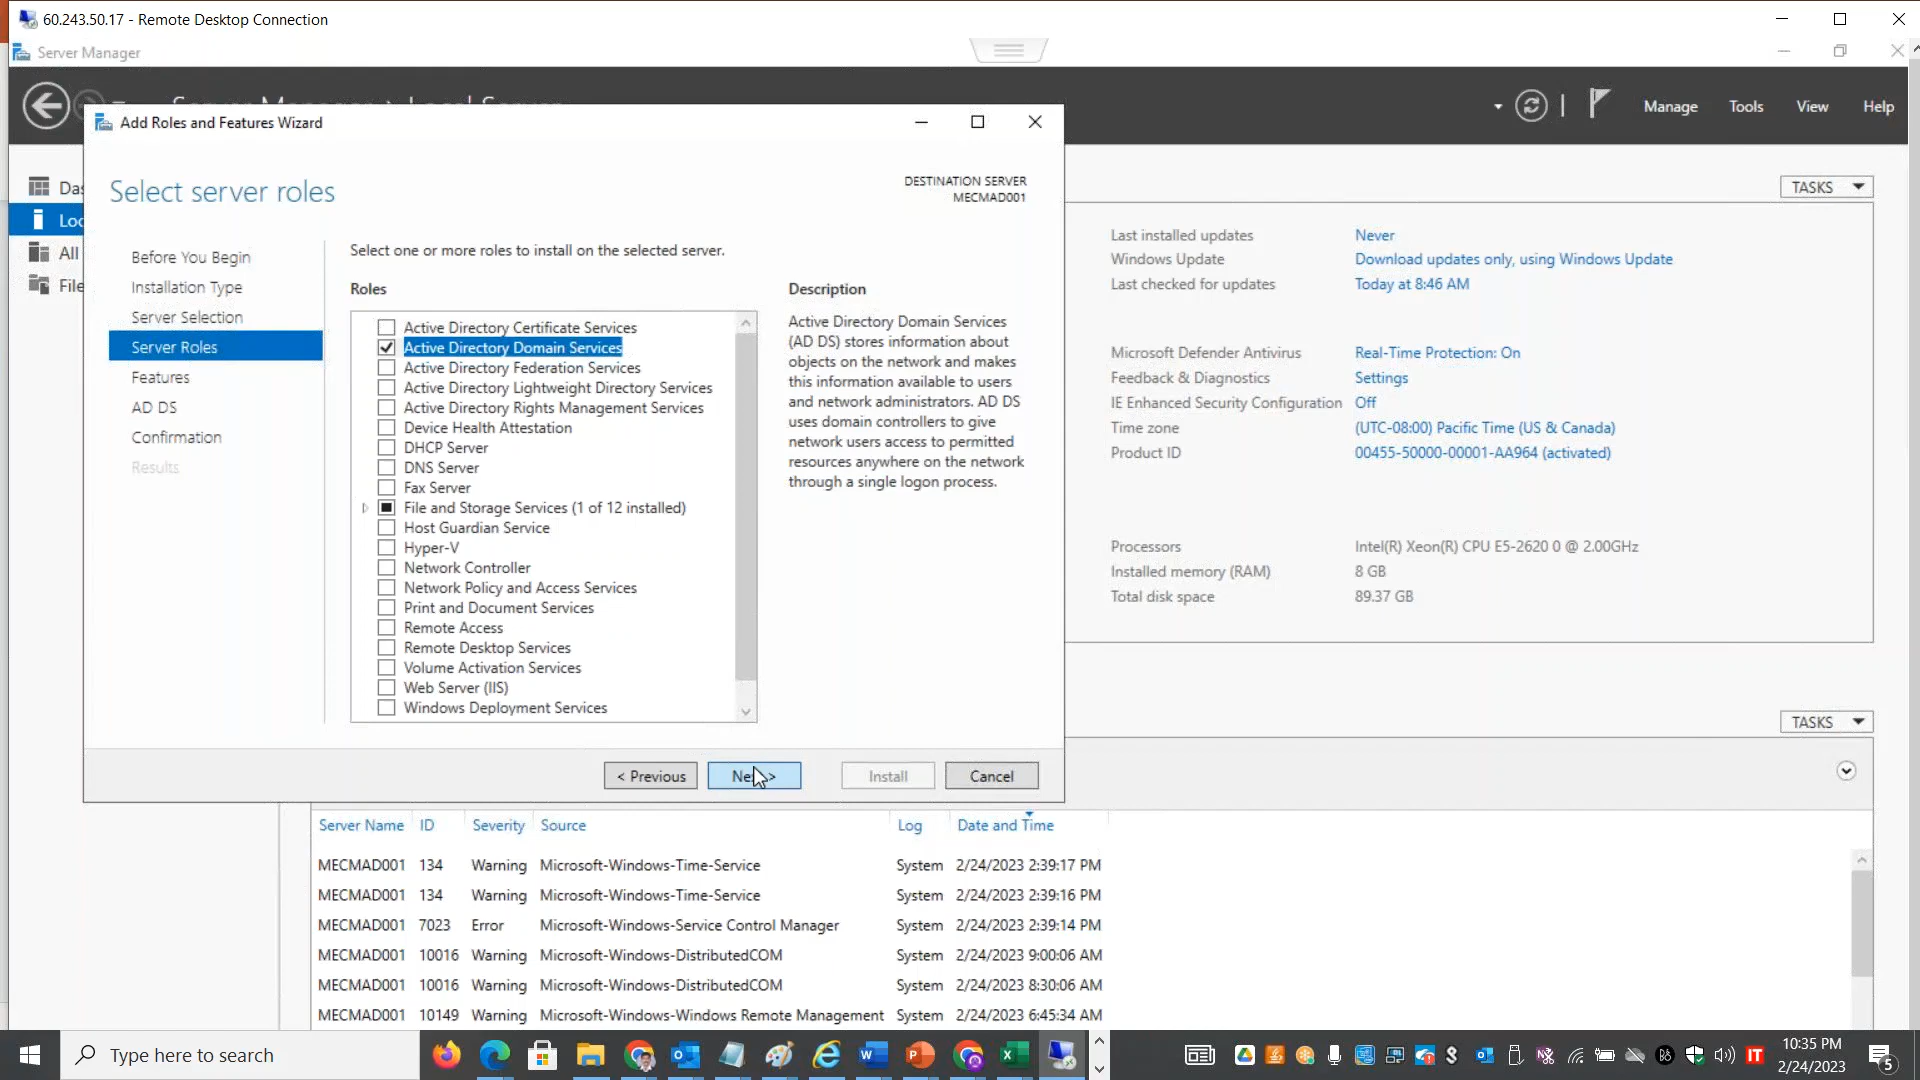 60.243.50.17 - Remote Desktop Connection
Server Manager
Manage
Tools
View
Help
Add Roles and Features Wizard
Select server roles
DESTINATION SERVER
MECMAD001
Before You Begin
Installation Type
Server Selection
Server Roles
Features
AD DS
Confirmation
Results
Select one or more roles to install on the selected server.
Roles
Active Directory Certificate Services
Active Directory Domain Services
Active Directory Federation Services
Active Directory Lightweight Directory Services
Active Directory Rights Management Services
Device Health Attestation
DHCP Server
DNS Server
Fax Server
File and Storage Services (1 of 12 installed)
Host Guardian Service
Hyper-V
Network Controller
Network Policy and Access Services
Print and Document Services
Remote Access
Remote Desktop Services
Volume Activation Services
Web Server (IIS)
Windows Deployment Services
Description
Active Directory Domain Services
(AD DS) stores information about
objects on the network and makes
this information available to users
and network administrators. AD DS
uses domain controllers to give
network users access to permitted
resources anywhere on the network
through a single logon process.
< Previous
Install
Cancel
All
TASKS
Last installed updates Never
Windows Update Download updates only, using Windows Update
Last checked for updates Today at 8:46 AM
Microsoft Defender Antivirus Real-Time Protection: On
Feedback & Diagnostics Settings
IE Enhanced Security Configuration Off
Time zone (UTC-08:00) Pacific Time (US & Canada)
Product ID 00455-50000-00001-AA964 (activated)
Processors Intel(R) Xeon(R) CPU E5-2620 0 @ 2.00GHz
Installed memory (RAM) 8 GB
Total disk space 89.37 GB
TASKS
Server Name ID Severity Source Log Date and Time
MECMAD001 134 Warning Microsoft-Windows-Time-Service System 2/24/2023 2:39:17 PM
MECMAD001 134 Warning Microsoft-Windows-Time-Service System 2/24/2023 2:39:16 PM
MECMAD001 7023 Error Microsoft-Windows-Service Control Manager System 2/24/2023 2:39:14 PM
MECMAD001 10016 Warning Microsoft-Windows-DistributedCOM System 2/24/2023 9:00:06 AM
MECMAD001 10016 Warning Microsoft-Windows-DistributedCOM System 2/24/2023 8:30:06 AM
MECMAD001 10149 Warning Microsoft-Windows-Windows Remote Management System 2/24/2023 6:45:34 AM
Type here to search
IT
10:35 PM
2/24/2023
5